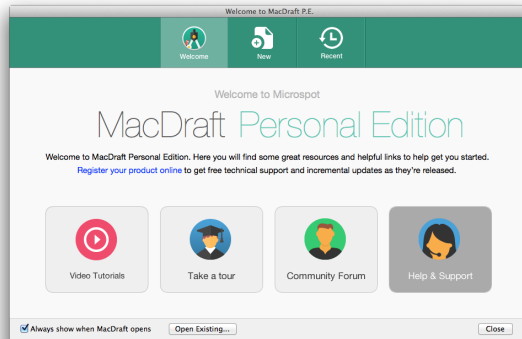 Welcome to MacDraft P.E.
Welcome
New
Recent
Welcome to Microspot
MacDraft Personal Edition
Welcome to MacDraft Personal Edition. Here you will find some great resources and helpful links to help get you started.
Register your product online to get free technical support and incremental updates as they're released.
Video Tutorials
Take a tour
Community Forum
Help & Support
Always show when MacDraft opens
Open Existing...
Close